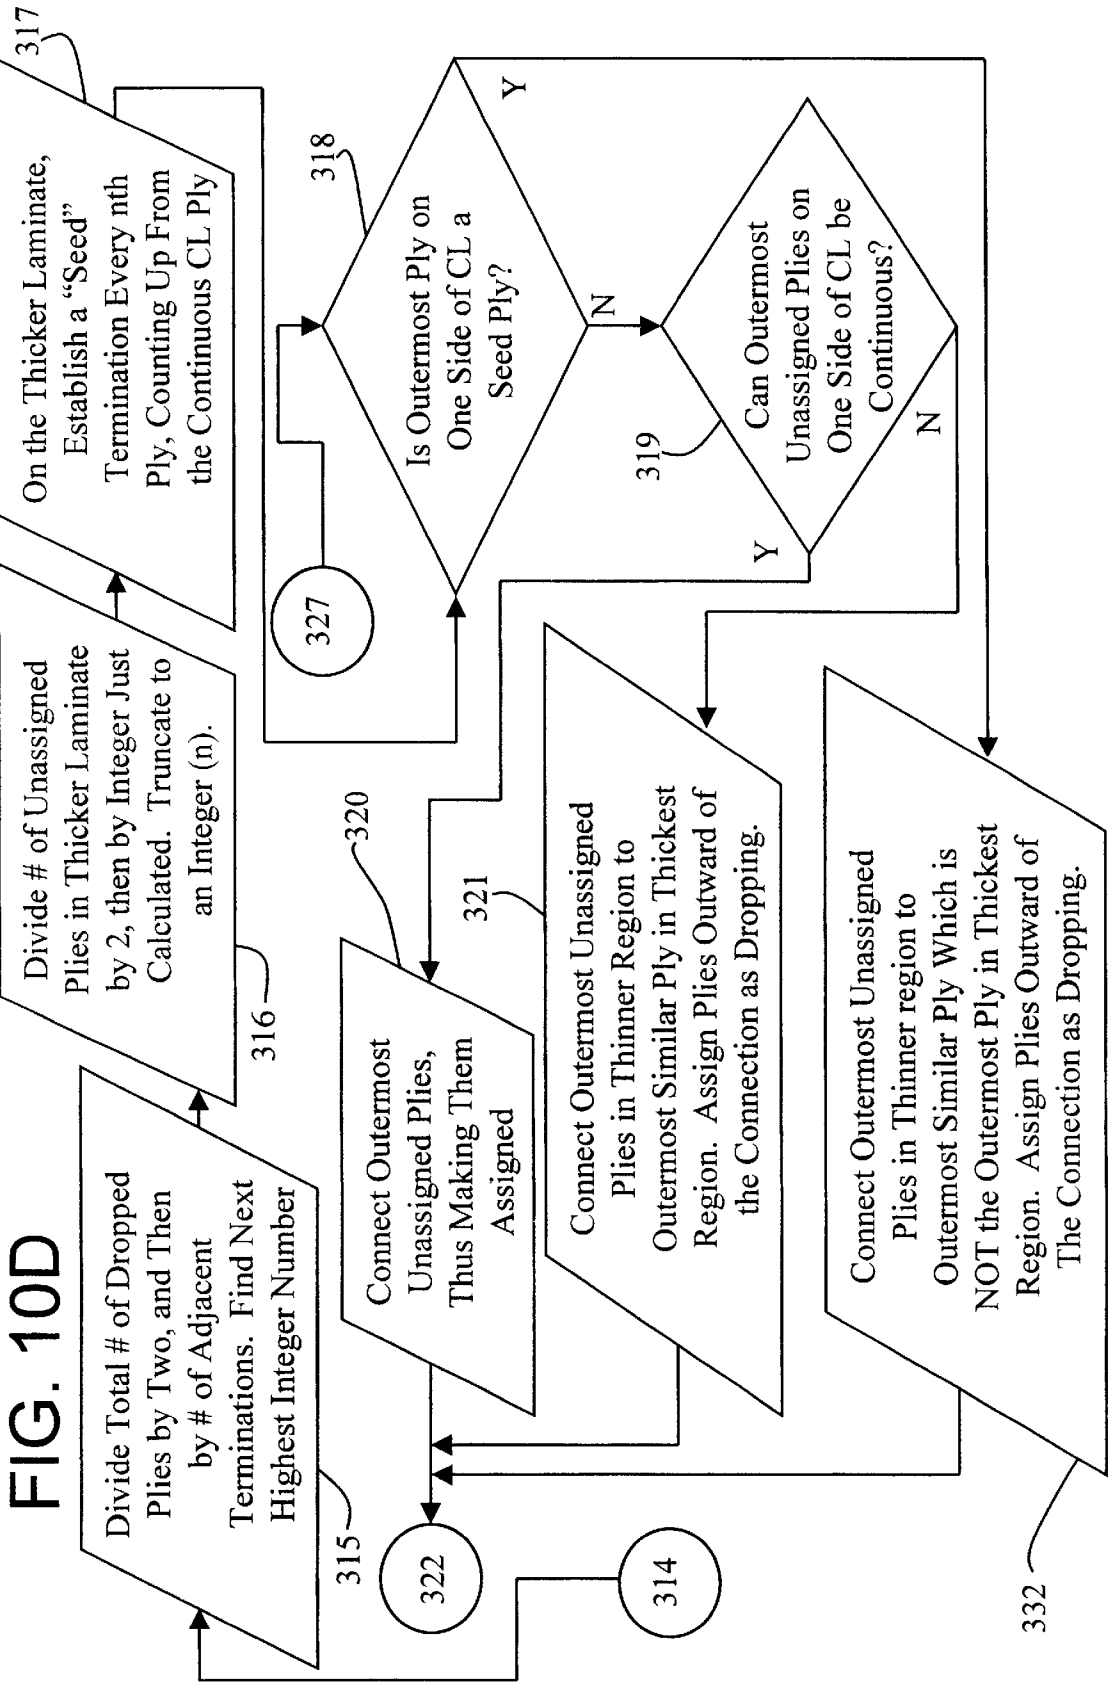 FIG. 10D
Divide Total # of Dropped
Plies by Two, and Then
by # of Adjacent
Terminations. Find Next
Highest Integer Number
315
Divide # of Unassigned
Plies in Thicker Laminate
by 2, then by Integer Just
Calculated. Truncate to
an Integer (n).
316
On the Thicker Laminate,
Establish a “Seed”
Termination Every nth
Ply, Counting Up From
the Continuous CL Ply
317
327
Is Outermost Ply on
One Side of CL a
Seed Ply?
318
Y
N
Can Outermost
Unassigned Plies on
One Side of CL be
Continuous?
319
Y
N
Connect Outermost
Unassigned Plies,
Thus Making Them
Assigned
320
322
Connect Outermost Unassigned
Plies in Thinner Region to
Outermost Similar Ply in Thickest
Region. Assign Plies Outward of
the Connection as Dropping.
321
314
Connect Outermost Unassigned
Plies in Thinner region to
Outermost Similar Ply Which is
NOT the Outermost Ply in Thickest
Region. Assign Plies Outward of
The Connection as Dropping.
332